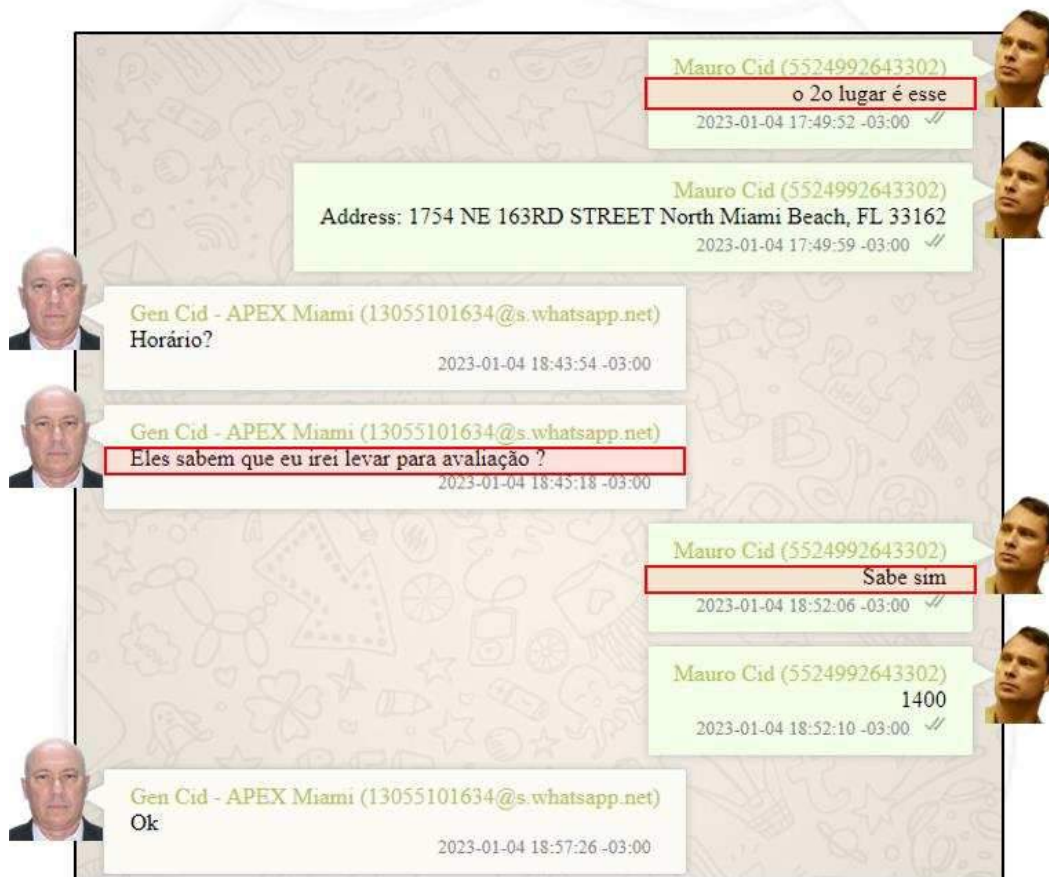 Mauro Cid (5524992643302)
o 2o lugar é esse
2023-01-04 17:49:52 -03:00
Mauro Cid (5524992643302)
Address: 1754 NE 163RD STREET North Miami Beach, FL 33162
2023-01-04 17:49:59 -03:00
Gen Cid - APEX Miami (13055101634@s.whatsapp.net)
Horário?
2023-01-04 18:43:54 -03:00
Gen Cid - APEX Miami (13055101634@s.whatsapp.net)
Eles sabem que eu irei levar para avaliação ?
2023-01-04 18:45:18 -03:00
Mauro Cid (5524992643302)
Sabe sim
2023-01-04 18:52:06 -03:00
Mauro Cid (5524992643302)
1400
2023-01-04 18:52:10 -03:00
Gen Cid - APEX Miami (13055101634@s.whatsapp.net)
Ok
2023-01-04 18:57:26 -03:00